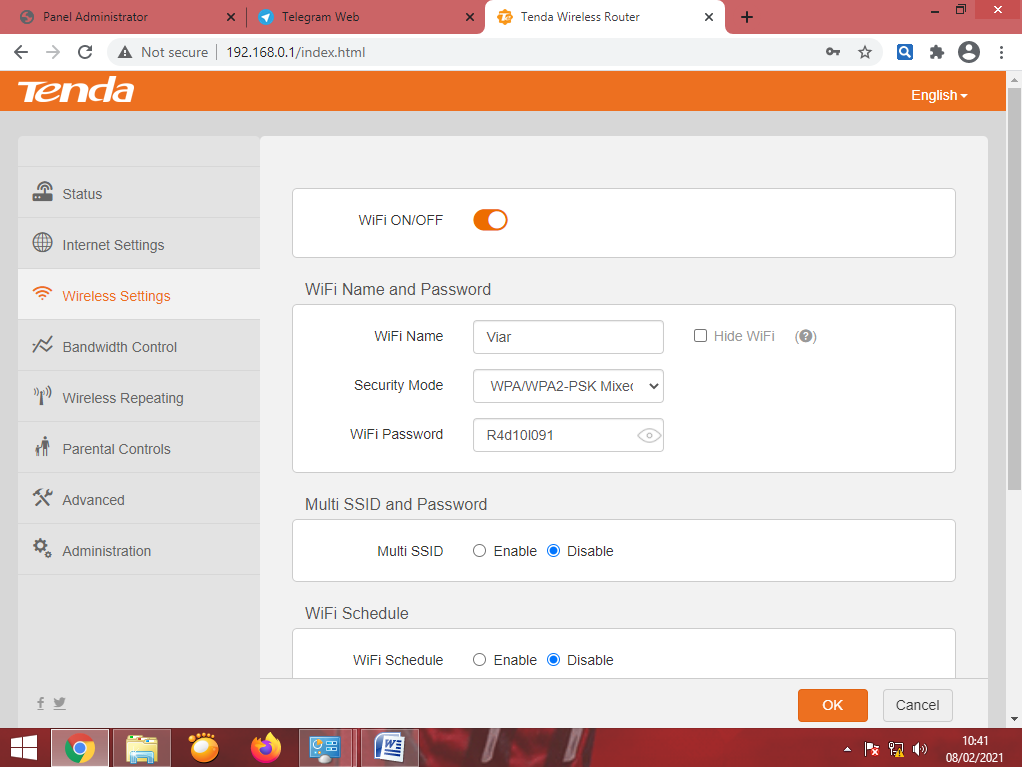 Panel Administrator
Telegram Web
Tenda Wireless Router
Not secure
192.168.0.1/index.html
Tenda
English
Status
Internet Settings
Wireless Settings
Bandwidth Control
Wireless Repeating
Parental Controls
Advanced
Administration
WiFi ON/OFF
WiFi Name and Password
WiFi Name Viar Hide WiFi (?)
Security Mode WPA/WPA2-PSK Mixed
WiFi Password R4d10l091
Multi SSID and Password
Multi SSID Enable Disable
WiFi Schedule
WiFi Schedule Enable Disable
OK Cancel
10:41
08/02/2021